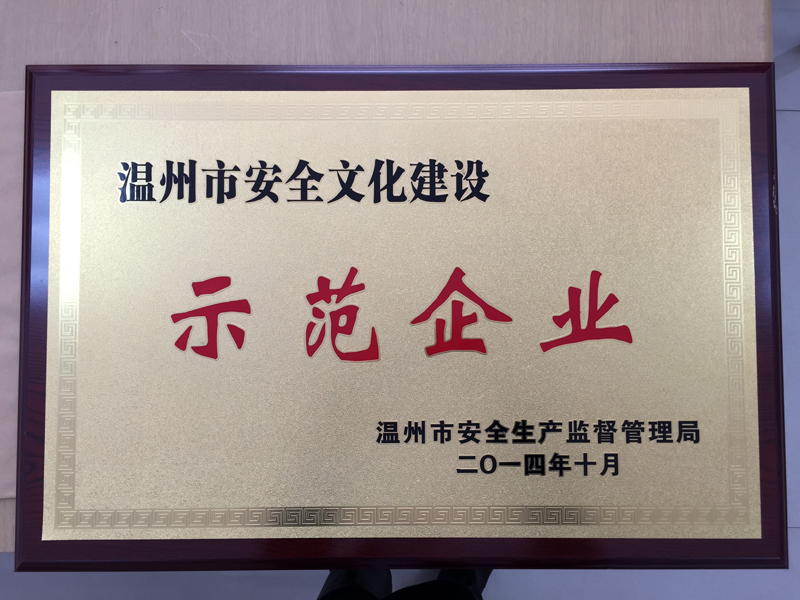 温州市安全文化建设
示范企业
温州市安全生产监督管理局
二O一四年十月